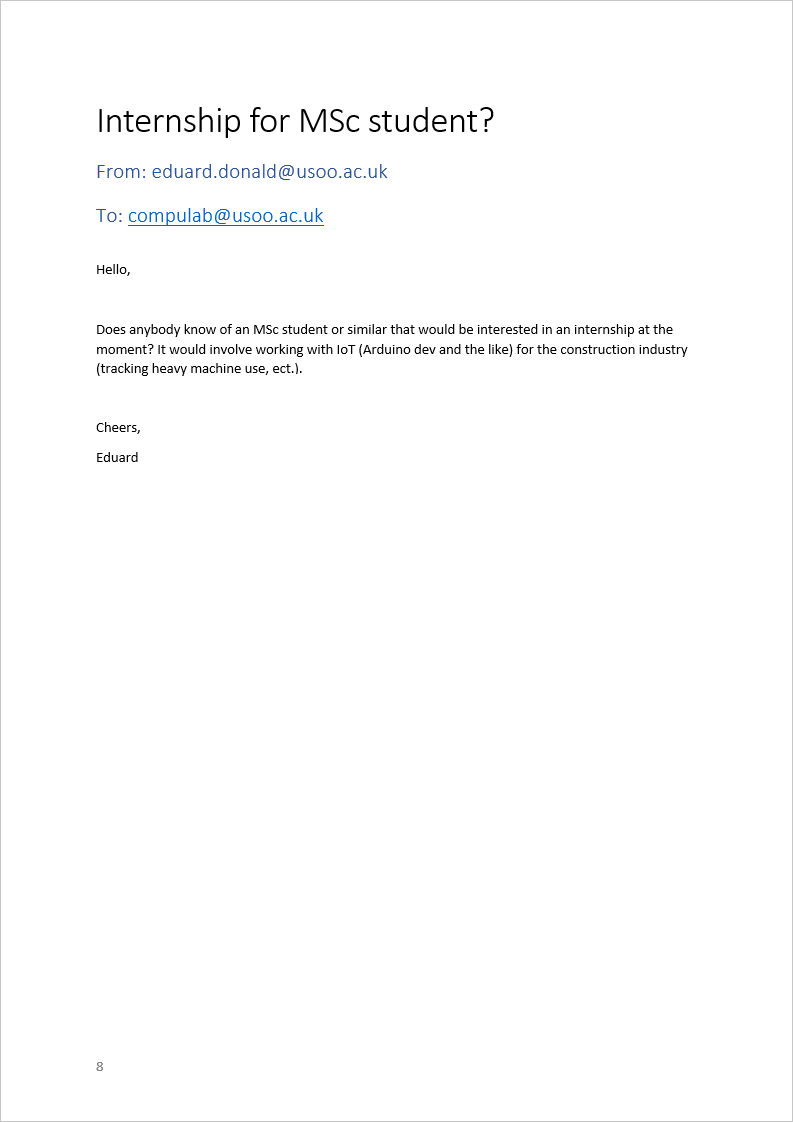 Internship for MSc student?
From: eduard.donald@usoo.ac.uk
To: compulab@usoo.ac.uk
Hello,
Does anybody know of an MSc student or similar that would be interested in an internship at the
moment? It would involve working with IoT (Arduino dev and the like) for the construction industry
(tracking heavy machine use, ect.).
Cheers,
Eduard
8